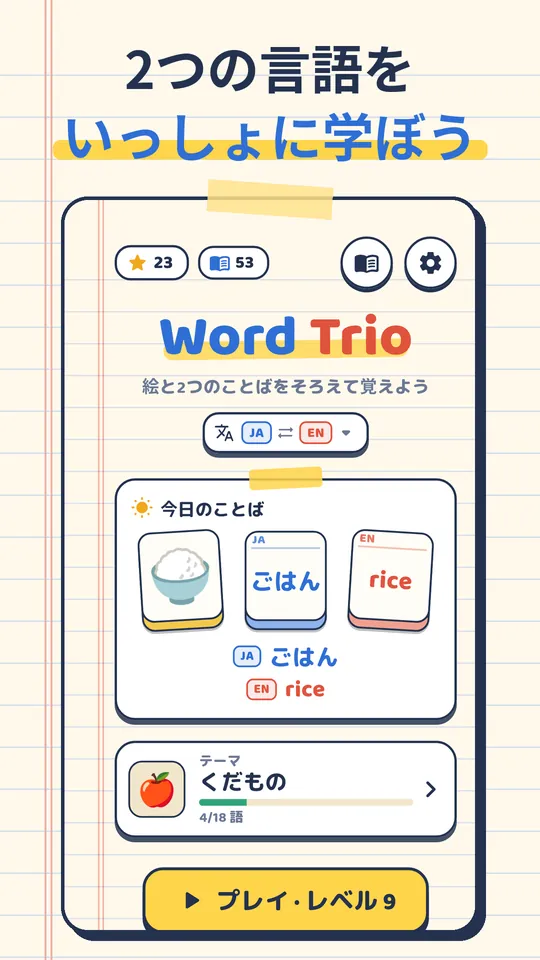 2つの言語を
いっしょに学ぼう
23 53
Word Trio
絵と2つのことばをそろえて覚えよう
文A JA EN
今日のことば
JA EN
ごはん rice
JA ごはん
EN rice
テーマ
くだもの
4/18 語
プレイ · レベル 9